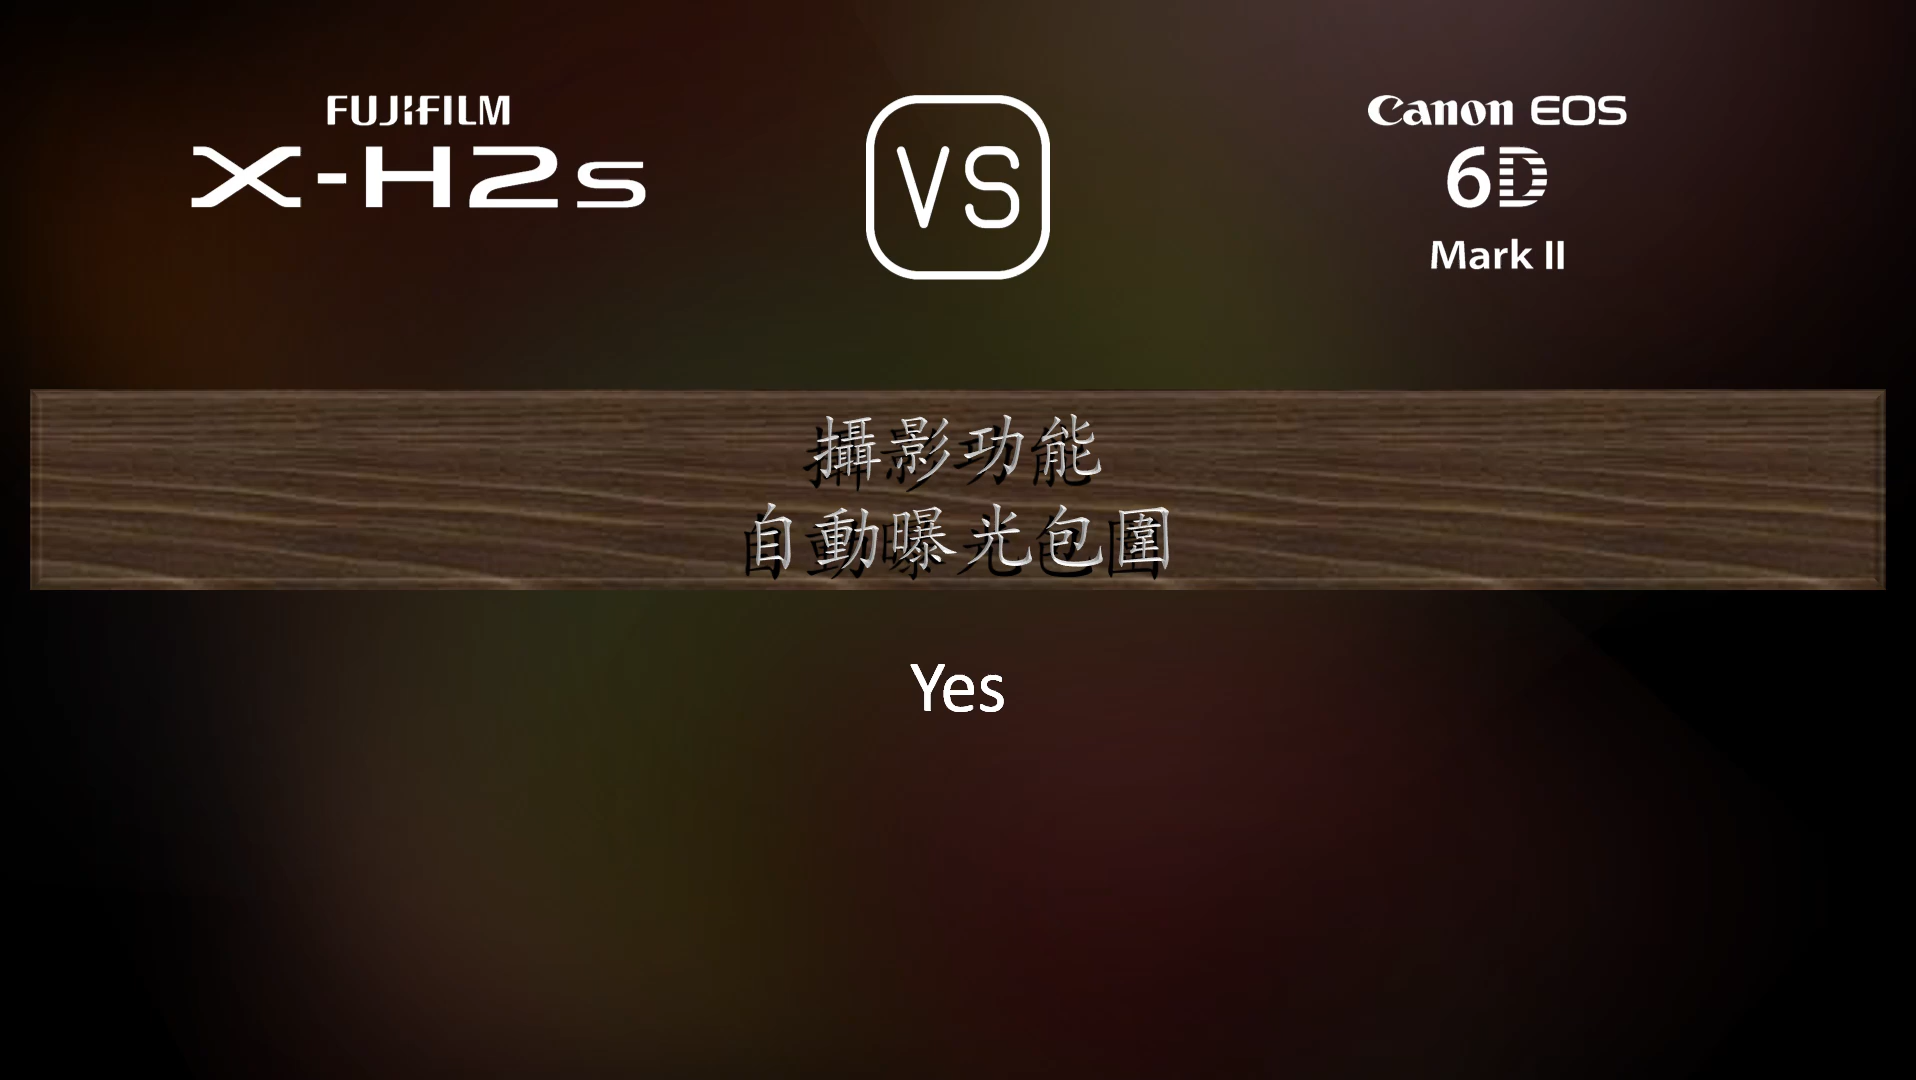 FUJIFILM
X-H2s
VS
Canon EOS
6D
Mark II
攝影功能
自動曝光包圍
Yes